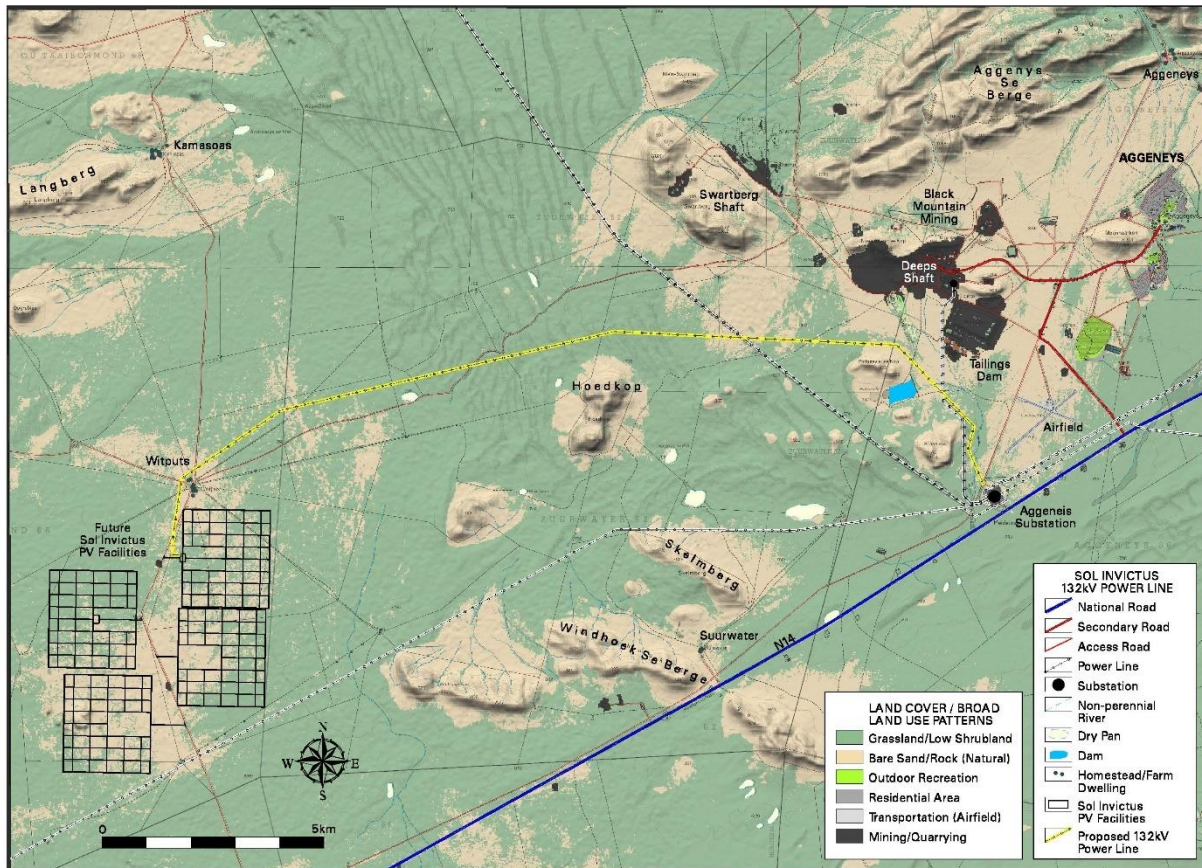 Aggenys
Se
Berge
Aggeneys
AGGENEYS
Kamasoas
Langberg
Swartberg
Shaft
Black
Mountain
Mining
Deeps
Shaft
Tailings
Dam
Hoedkop
Airfield
Witputs
Aggeneis
Substation
Future
Sol Invictus
PV Facilities
Skelmberg
Suurwater
Windhoek Se Berge
N14
N
W E
S
0 5km
LAND COVER / BROAD
LAND USE PATTERNS
Grassland/Low Shrubland
Bare Sand/Rock (Natural)
Outdoor Recreation
Residential Area
Transportation (Airfield)
Mining/Quarrying
SOL INVICTUS
132kV POWER LINE
National Road
Secondary Road
Access Road
Power Line
Substation
Non-perennial
River
Dry Pan
Dam
Homestead/Farm
Dwelling
Sol Invictus
PV Facilities
Proposed 132kV
Power Line